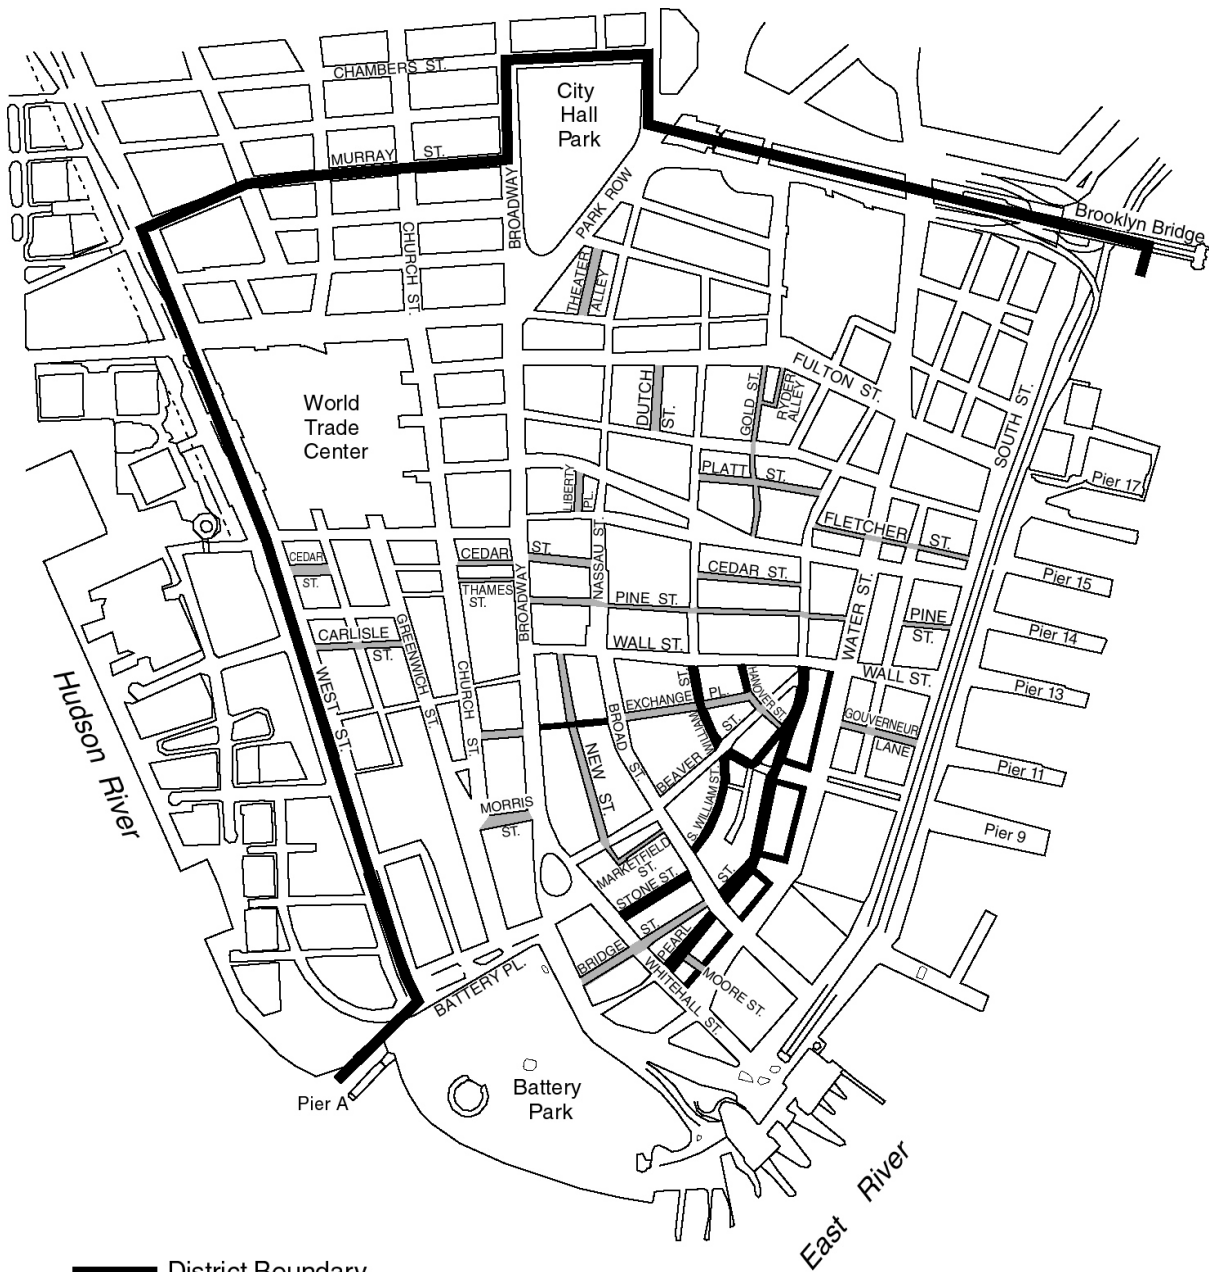 CHAMBERS ST.
City
Hall
Park
MURRAY ST.
BROADWAY
PARK ROW
CHURCH ST.
THEATER
ALLEY
Brooklyn Bridge
World
Trade
Center
DUTCH
ST.
GOLD ST.
RYDER
ALLEY
FULTON ST.
SOUTH ST.
LIBERTY
PL.
PLATT ST.
Pier 17
FLETCHER ST.
CEDAR
ST.
CEDAR ST.
NASSAU ST.
CEDAR ST.
THAMES
ST.
BROADWAY
PINE ST.
WATER ST.
PINE
ST.
Pier 15
Pier 14
CARLISLE
ST.
GREENWICH ST.
WALL ST.
WALL ST.
Pier 13
Hudson River
WEST ST.
CHURCH ST.
EXCHANGE PL.
WILLIAM ST.
HANOVER ST.
BROAD ST.
BEAVER ST.
GOUVERNEUR
LANE
NEW ST.
Pier 11
MORRIS
ST.
S. WILLIAM ST.
Pier 9
MARKETFIELD
ST.
STONE ST.
BRIDGE ST.
PEARL ST.
BATTERY PL.
WHITEHALL ST.
MOORE ST.
Pier A
Battery
Park
East River
District Boundary